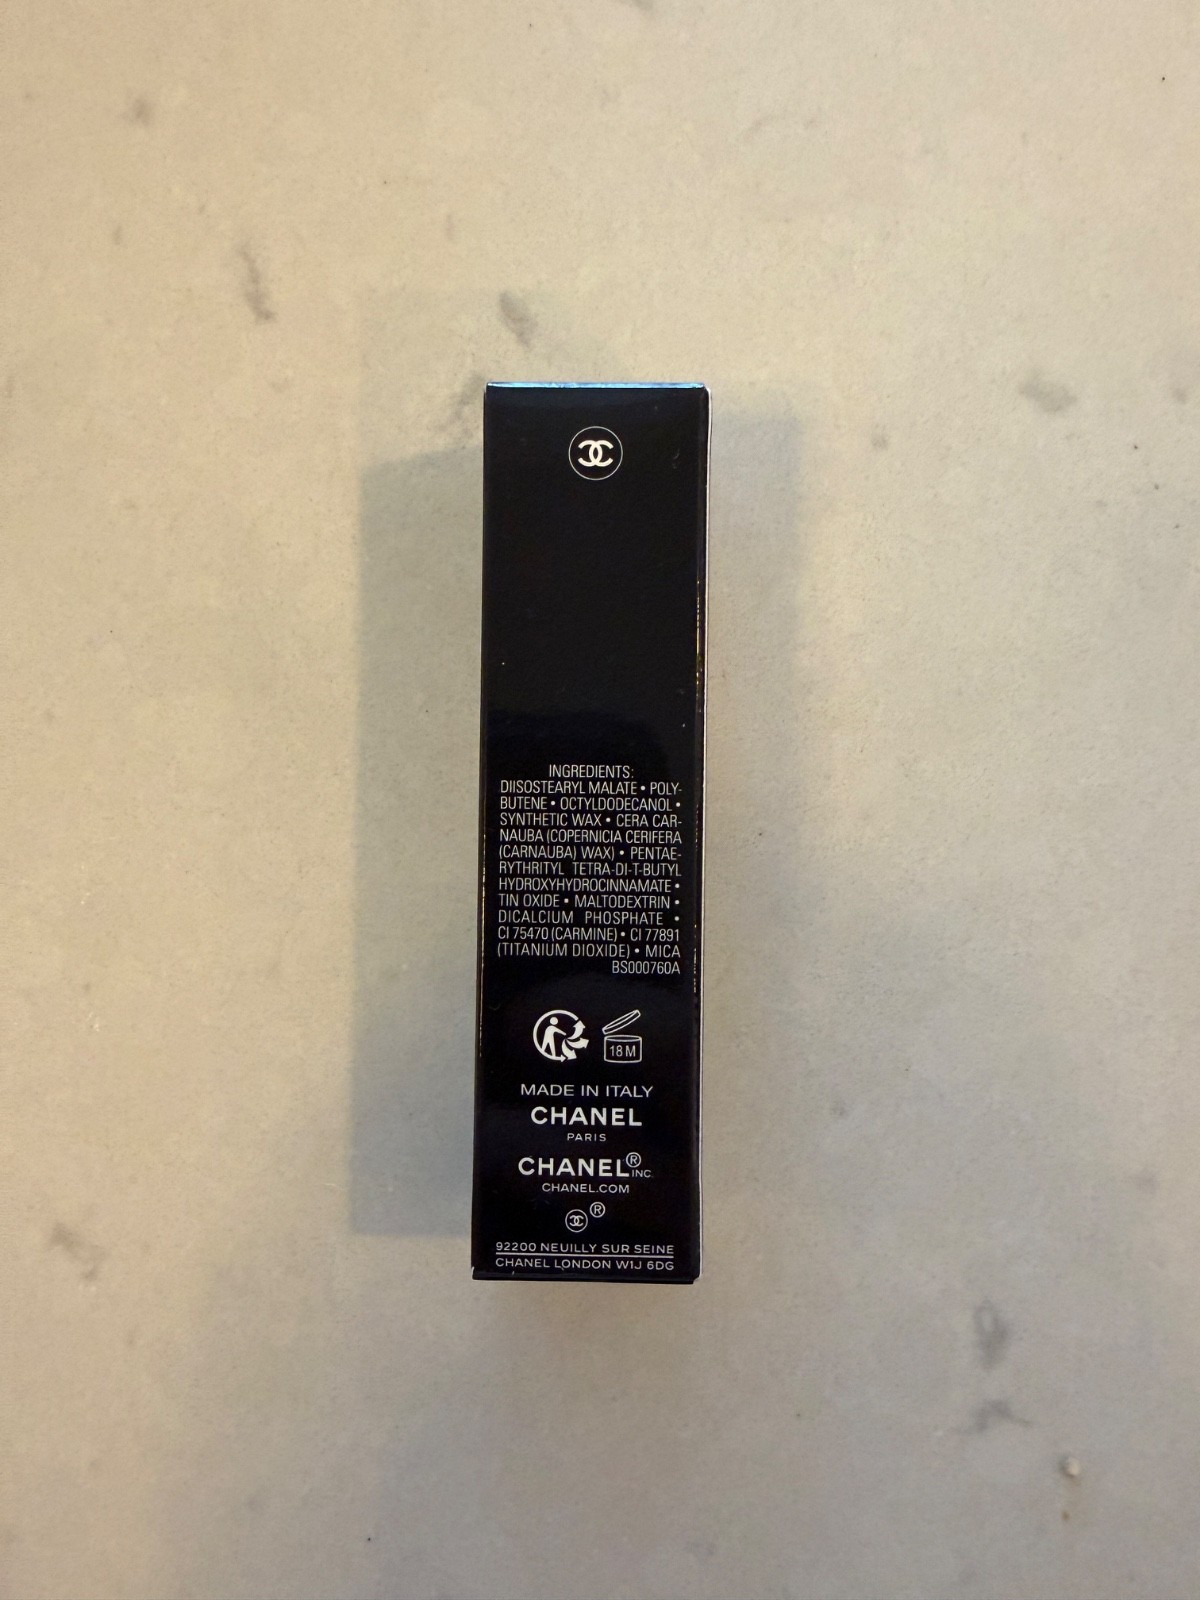 INGREDIENTS:
DIISOSTEARYL MALATE • POLY-
BUTENE • OCTYLDODECANOL •
SYNTHETIC WAX • CERA CAR-
NAUBA (COPERNICIA CERIFERA
(CARNAUBA) WAX) • PENTAE-
RYTHRITYL TETRA-DI-T-BUTYL
HYDROXYHYDROCINNAMATE •
TIN OXIDE • MALTODEXTRIN •
DICALCIUM PHOSPHATE •
CI 75470 (CARMINE) • CI 77891
(TITANIUM DIOXIDE) • MICA
BS000760A
18 M
MADE IN ITALY
CHANEL
PARIS
CHANEL® INC.
CHANEL.COM
®
92200 NEUILLY SUR SEINE
CHANEL LONDON W1J 6DG